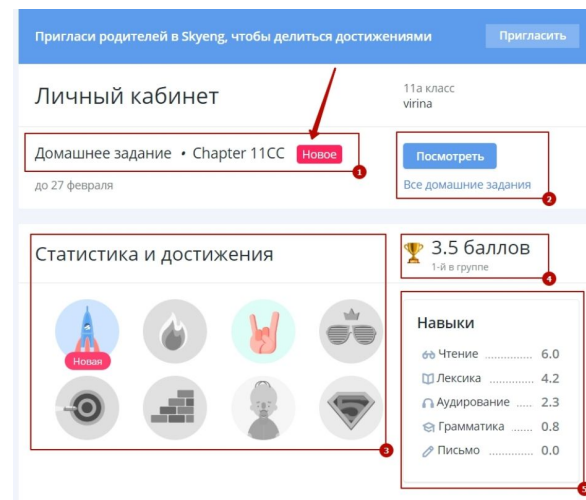 Пригласи родителей в Skyeng, чтобы делиться достижениями
Пригласить
Личный кабинет
11а класс
virina
Домашнее задание • Chapter 11CC Новое
1
до 27 февраля
Посмотреть
Все домашние задания
2
Статистика и достижения
Новая
3
3.5 баллов
1-й в группе
4
Навыки
Чтение ............ 6.0
Лексика ............ 4.2
Аудирование ..... 2.3
Грамматика ....... 0.8
Письмо ............ 0.0
5